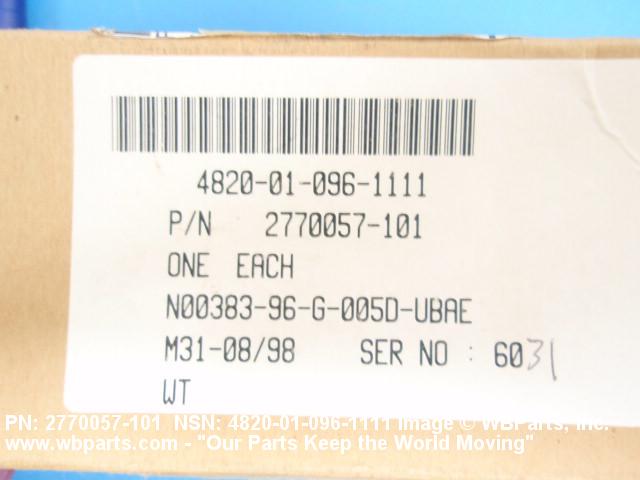 4820-01-096-1111
P/N 2770057-101
ONE EACH
N00383-96-G-005D-UBAE
M31-08/98 SER NO : 6031
WT
PN: 2770057-101 NSN: 4820-01-096-1111 Image © WBParts, Inc.
www.wbparts.com - "Our Parts Keep the World Moving"